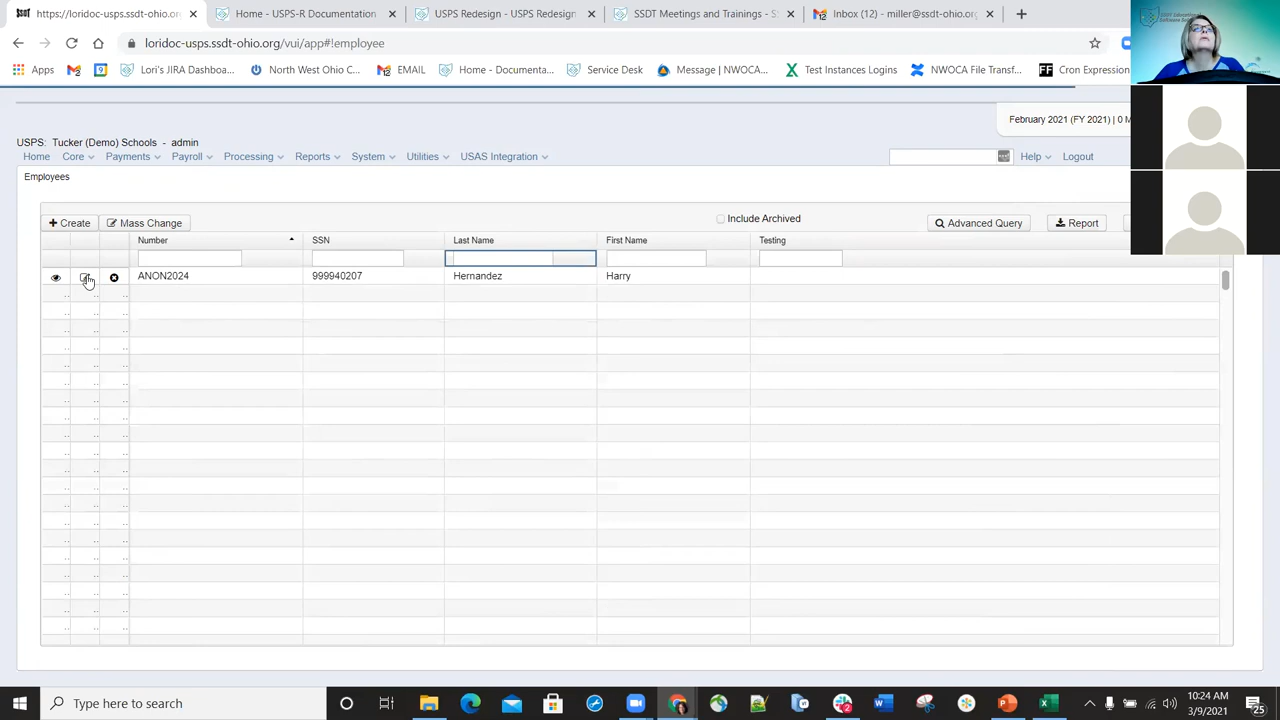 https://loridoc-usps.ssdt-ohio.org
Home - USPS-R Documentation
USPS Redesign - USPS Redesign
SSDT Meetings and Trainings - S
Inbox (12) - rmiller@ssdt-ohio.org
loridoc-usps.ssdt-ohio.org/vui/app#!employee
Apps
Lori's JIRA Dashboa...
North West Ohio C...
EMAIL
Home - Documenta...
Service Desk
Message | NWOCA...
Test Instances Logins
NWOCA File Transf...
Cron Expression
February 2021 (FY 2021) | 0 M
USPS: Tucker (Demo) Schools - admin
Home Core Payments Payroll Processing Reports System Utilities USAS Integration Help Logout
Employees
Create Mass Change Include Archived Advanced Query Report
Number SSN Last Name First Name Testing
ANON2024 999940207 Hernandez Harry
Type here to search
10:24 AM
3/9/2021
25